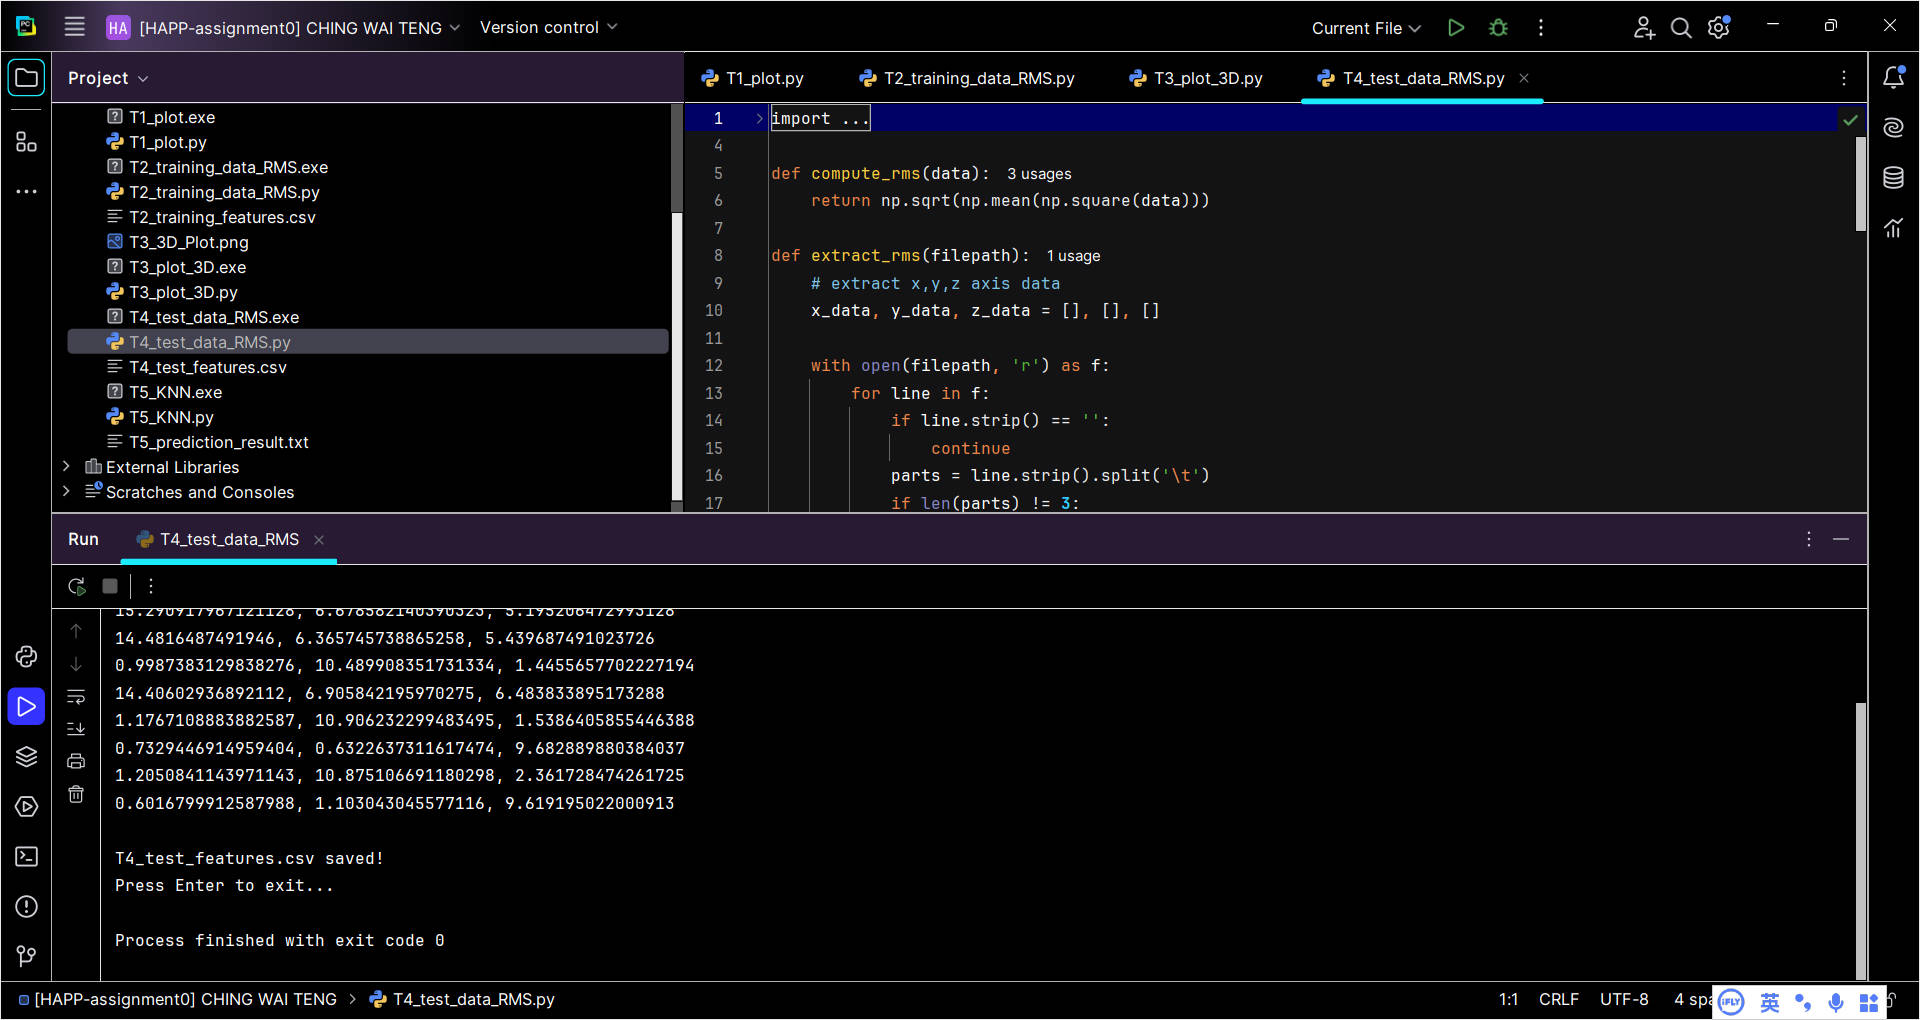 HA [HAPP-assignment0] CHING WAI TENG Version control Current File
Project
T1_plot.py T2_training_data_RMS.py T3_plot_3D.py T4_test_data_RMS.py
T1_plot.exe
T1_plot.py
T2_training_data_RMS.exe
T2_training_data_RMS.py
T2_training_features.csv
T3_3D_Plot.png
T3_plot_3D.exe
T3_plot_3D.py
T4_test_data_RMS.exe
T4_test_data_RMS.py
T4_test_features.csv
T5_KNN.exe
T5_KNN.py
T5_prediction_result.txt
External Libraries
Scratches and Consoles
1 import ...
4
5 def compute_rms(data): 3 usages
6 return np.sqrt(np.mean(np.square(data)))
7
8 def extract_rms(filepath): 1 usage
9 # extract x,y,z axis data
10 x_data, y_data, z_data = [], [], []
11
12 with open(filepath, 'r') as f:
13 for line in f:
14 if line.strip() == '':
15 continue
16 parts = line.strip().split('\t')
17 if len(parts) != 3:
Run T4_test_data_RMS
15.290917967121128, 6.678582140390323, 5.195206472993128
14.4816487491946, 6.365745738865258, 5.439687491023726
0.9987383129838276, 10.489908351731334, 1.4455657702227194
14.40602936892112, 6.905842195970275, 6.483833895173288
1.1767108883882587, 10.906232299483495, 1.5386405855446388
0.7329446914959404, 0.6322637311617474, 9.682889880384037
1.2050841143971143, 10.875106691180298, 2.361728474261725
0.6016799912587988, 1.103043045577116, 9.619195022000913
T4_test_features.csv saved!
Press Enter to exit...
Process finished with exit code 0
[HAPP-assignment0] CHING WAI TENG > T4_test_data_RMS.py 1:1 CRLF UTF-8 4 spa iFLY 英